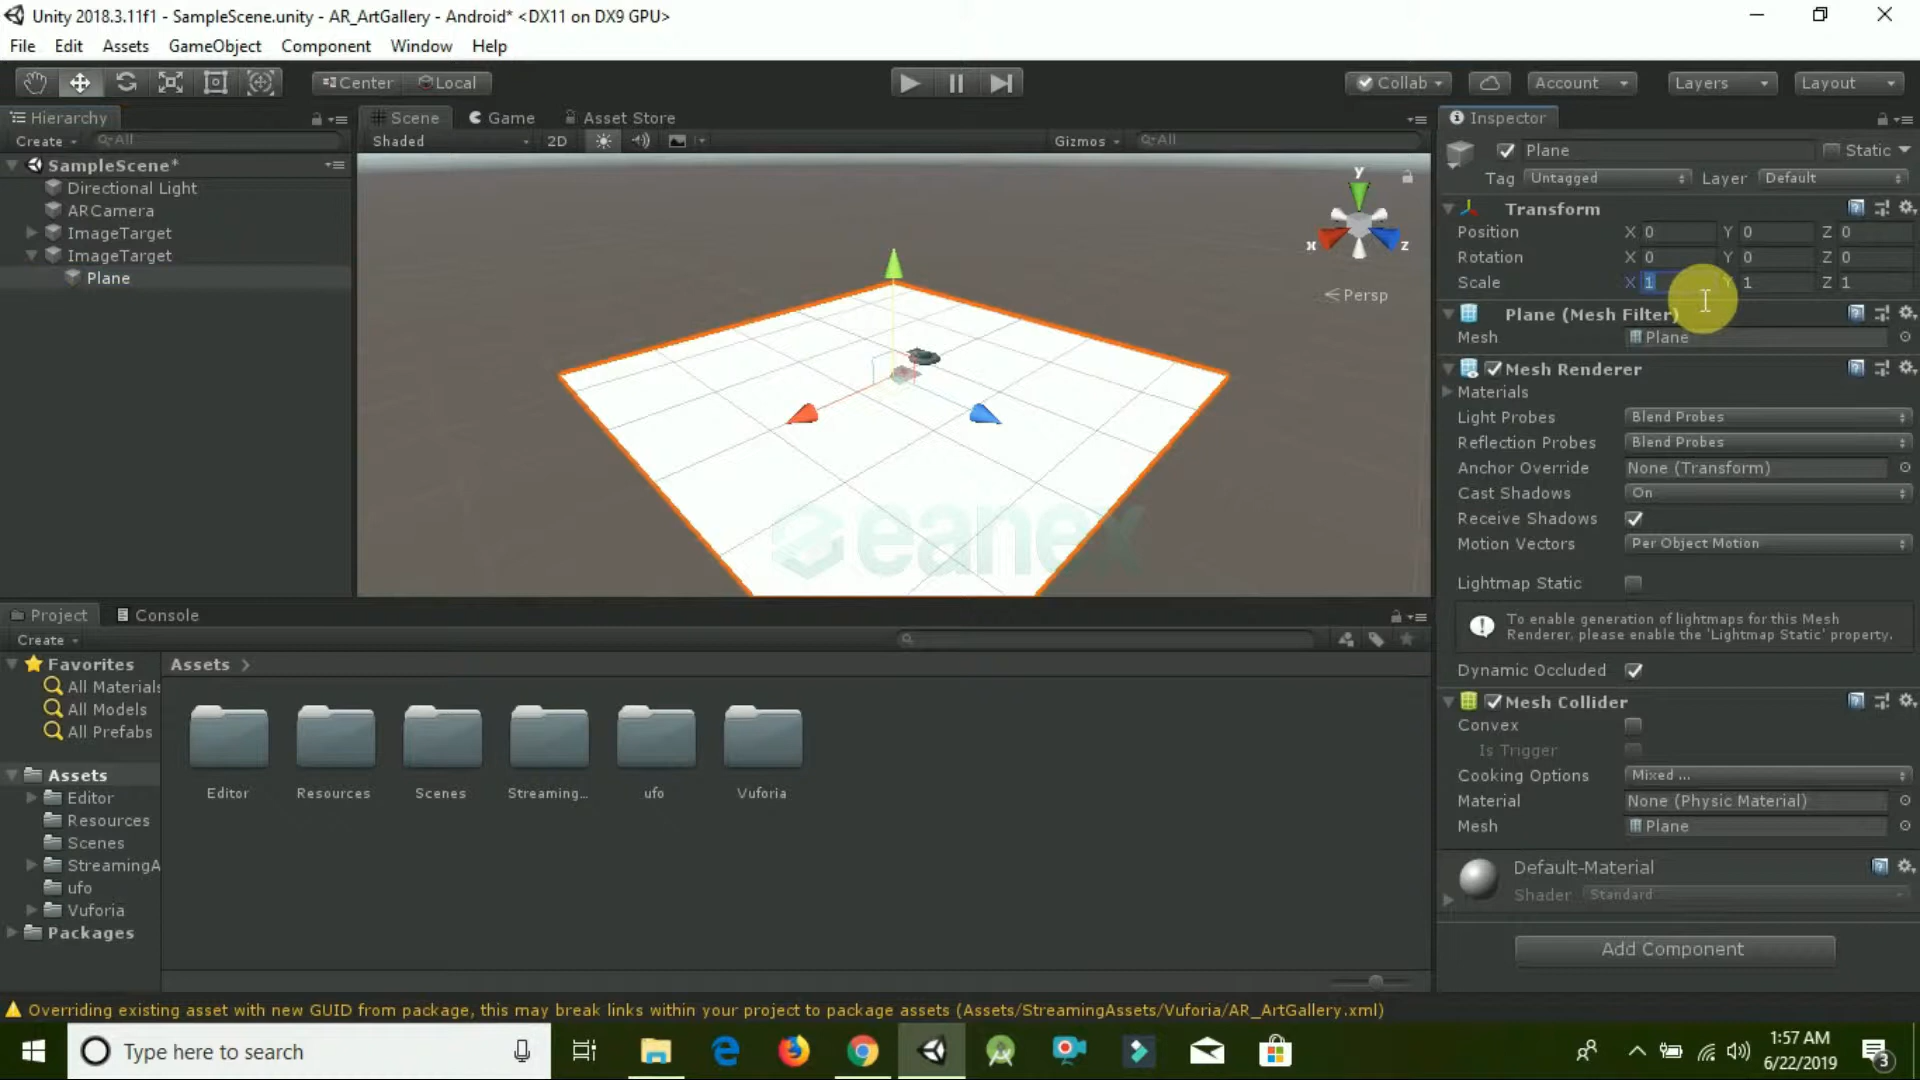 Unity 2018.3.11f1 - SampleScene.unity - AR_ArtGallery - Android* <DX11 on DX9 GPU>
File Edit Assets GameObject Component Window Help
Center Local Collab Account Layers Layout
Hierarchy Scene Game Asset Store Inspector
Create All Shaded 2D Gizmos All
SampleScene*
Directional Light
ARCamera
ImageTarget
ImageTarget
Plane
y
x z
Persp
eanex
Plane Static
Tag Untagged Layer Default
Transform
Position X 0 Y 0 Z 0
Rotation X 0 Y 0 Z 0
Scale X 1 Y 1 Z 1
Plane (Mesh Filter)
Mesh Plane
Mesh Renderer
Materials
Light Probes Blend Probes
Reflection Probes Blend Probes
Anchor Override None (Transform)
Cast Shadows On
Receive Shadows
Motion Vectors Per Object Motion
Lightmap Static
To enable generation of lightmaps for this Mesh
Renderer, please enable the 'Lightmap Static' property.
Dynamic Occluded
Mesh Collider
Convex
Is Trigger
Cooking Options Mixed ...
Material None (Physic Material)
Mesh Plane
Default-Material
Shader Standard
Add Component
Project Console
Create
Favorites
All Materials
All Models
All Prefabs
Assets
Editor
Resources
Scenes
StreamingA
ufo
Vuforia
Packages
Assets
Editor Resources Scenes Streaming... ufo Vuforia
Overriding existing asset with new GUID from package, this may break links within your project to package assets (Assets/StreamingAssets/Vuforia/AR_ArtGallery.xml)
Type here to search
1:57 AM
6/22/2019
3